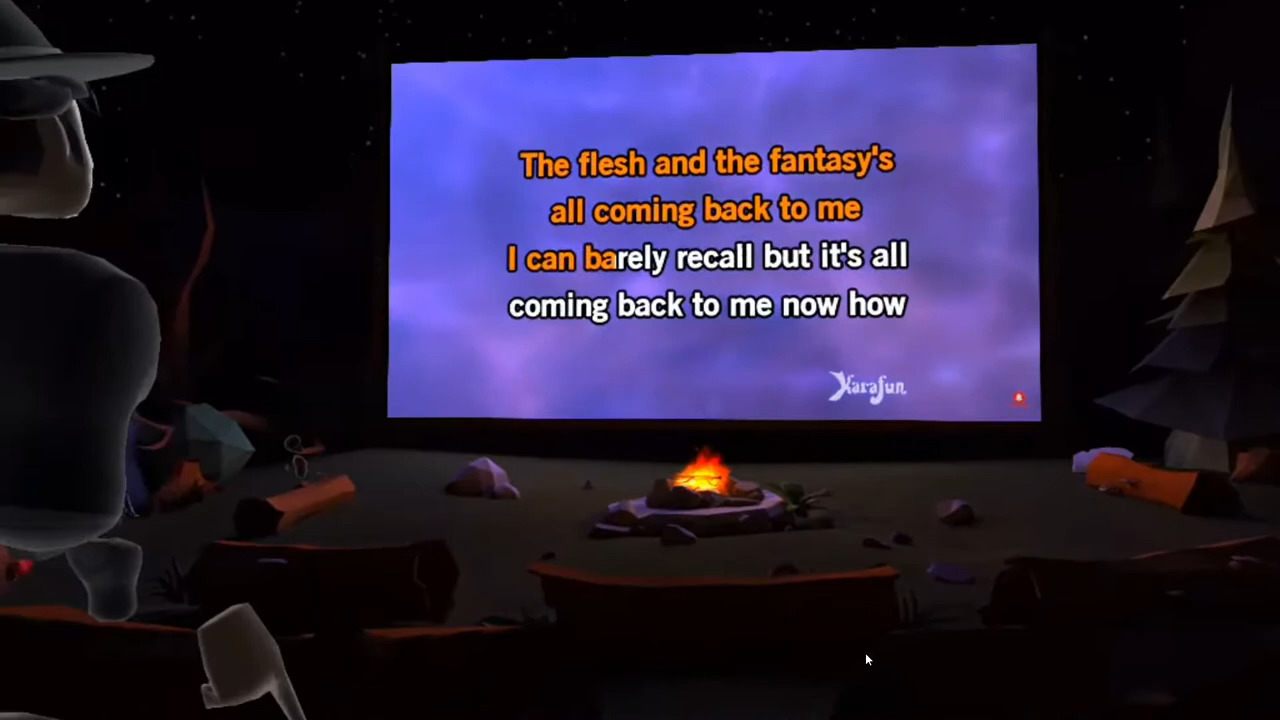 The flesh and the fantasy's
all coming back to me
I can barely recall but it's all
coming back to me now how
Karafun